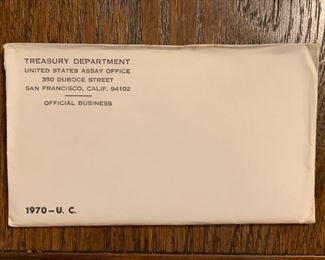 TREASURY DEPARTMENT
UNITED STATES ASSAY OFFICE
350 DUBOCE STREET
SAN FRANCISCO, CALIF. 94102
OFFICIAL BUSINESS
1970–U. C.